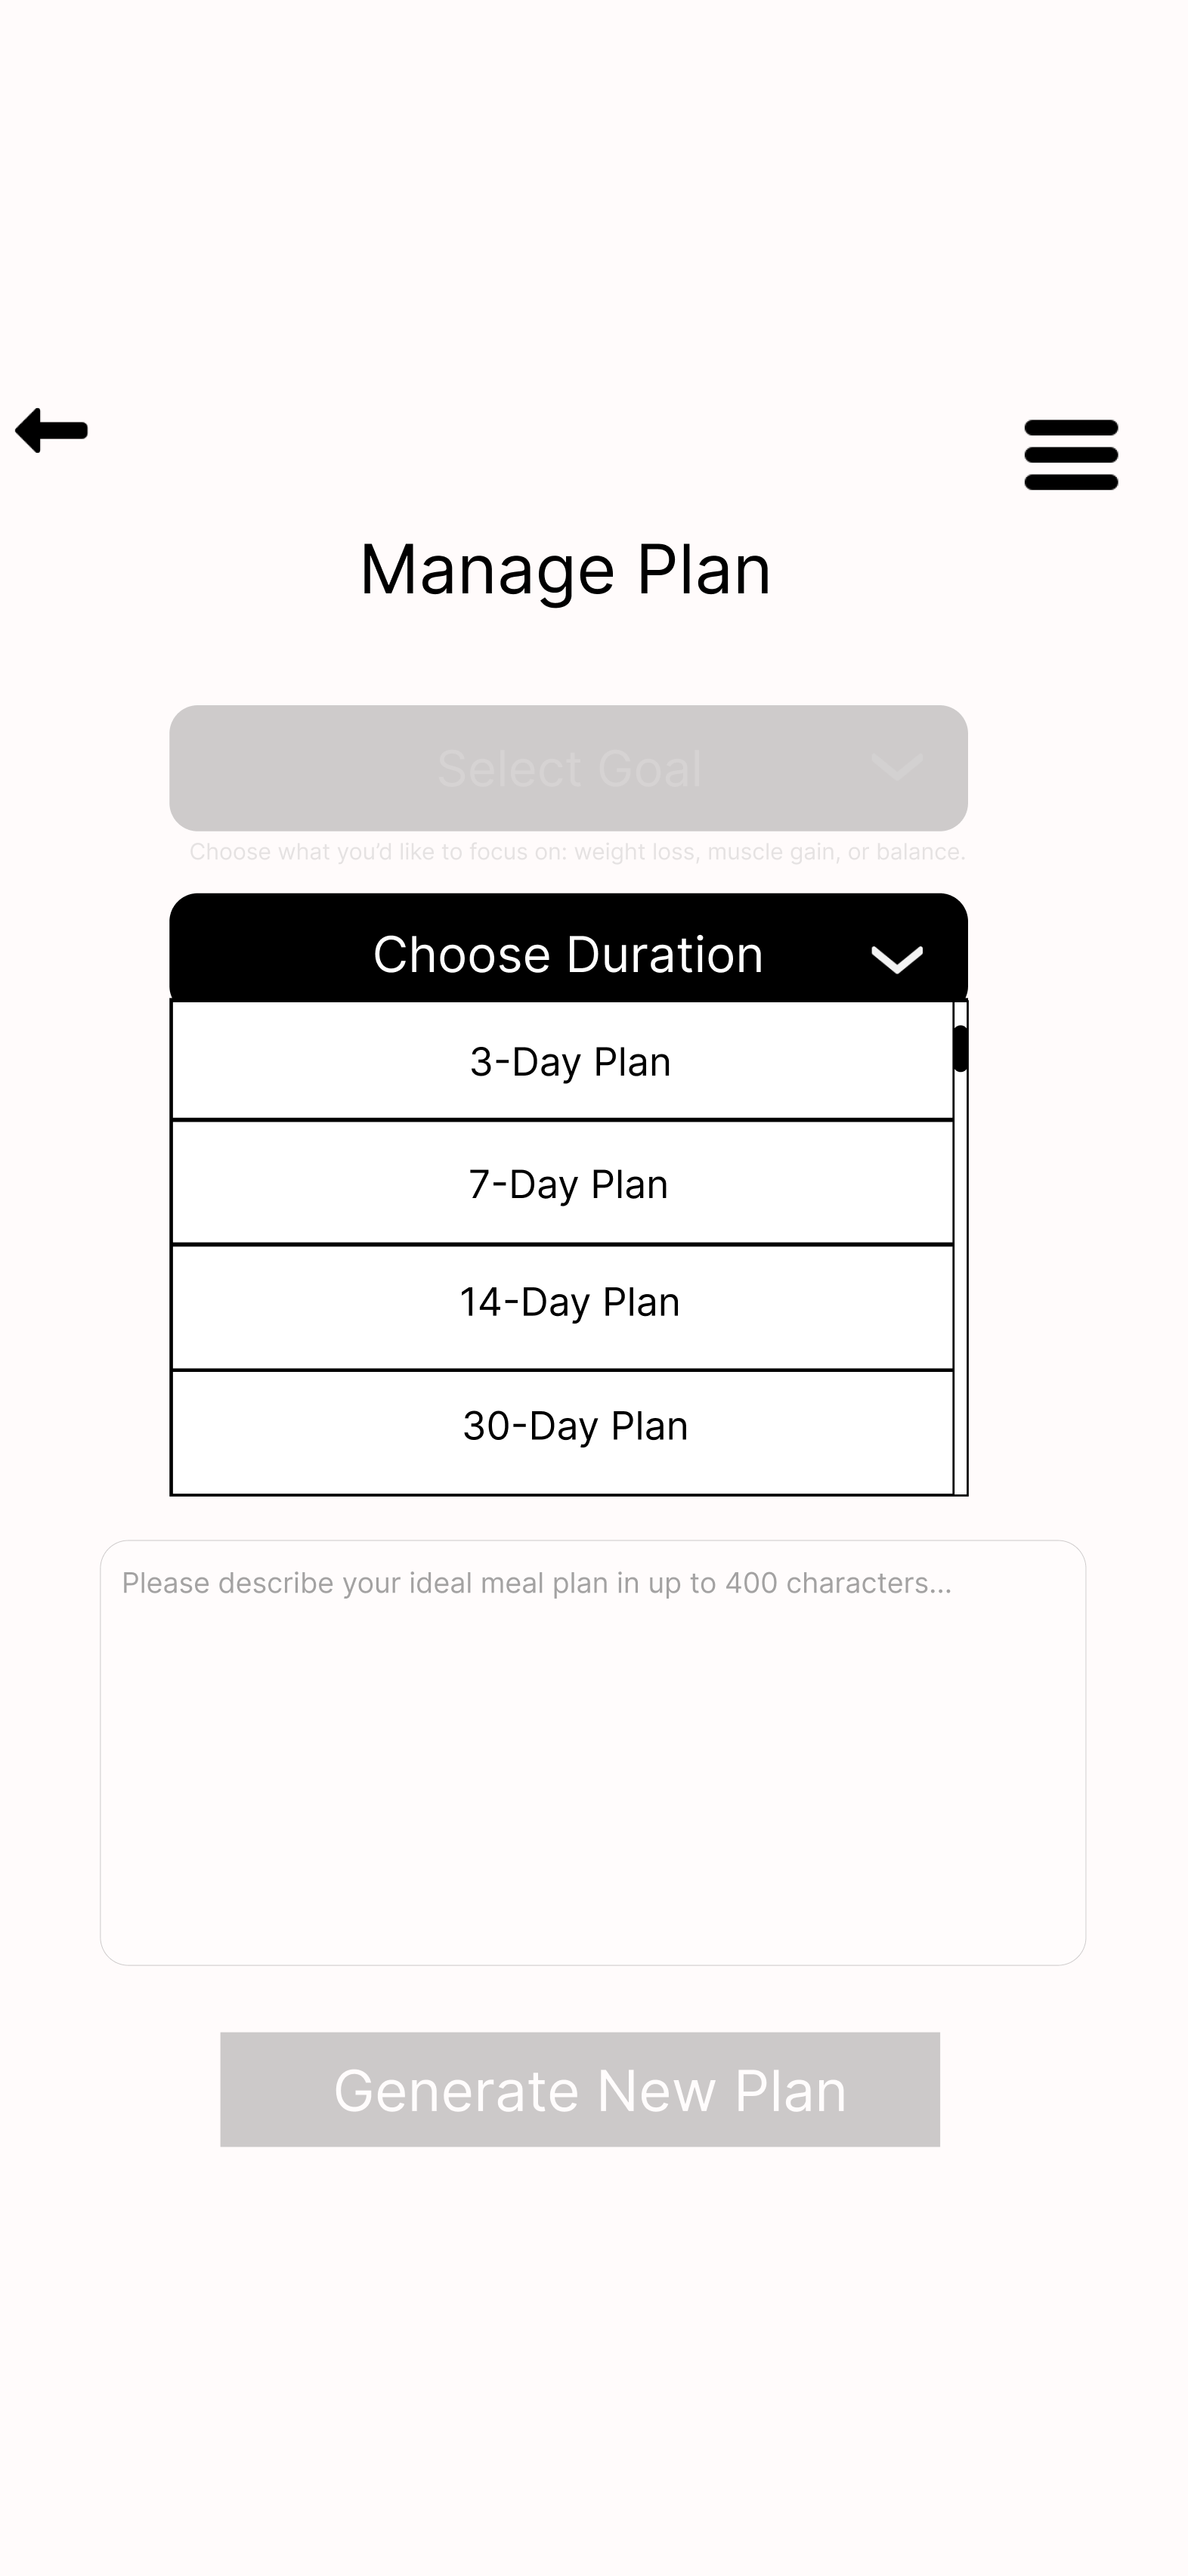 Manage Plan
Select Goal
Choose what you’d like to focus on: weight loss, muscle gain, or balance.
Choose Duration
3-Day Plan
7-Day Plan
14-Day Plan
30-Day Plan
Please describe your ideal meal plan in up to 400 characters...
Generate New Plan